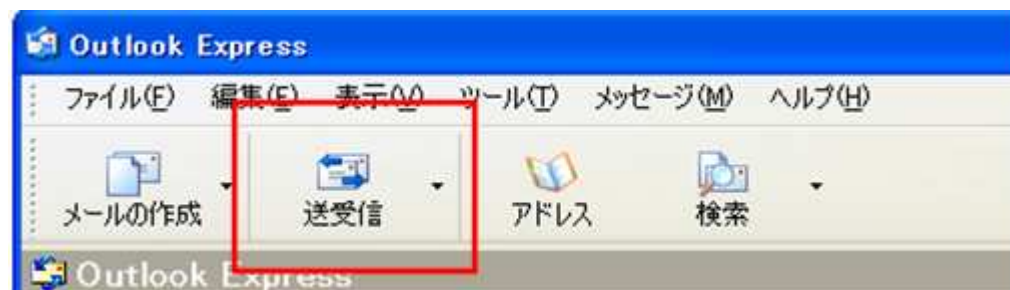 Outlook Express
ファイル(F) 編集(E) 表示(V) ツール(T) メッセージ(M) ヘルプ(H)
メールの作成 送受信 アドレス 検索
Outlook Express